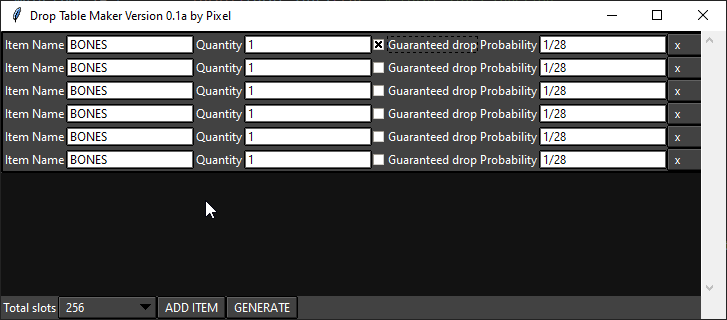 Drop Table Maker Version 0.1a by Pixel
Item Name BONES Quantity 1 Guaranteed drop Probability 1/28 x
Item Name BONES Quantity 1 Guaranteed drop Probability 1/28 x
Item Name BONES Quantity 1 Guaranteed drop Probability 1/28 x
Item Name BONES Quantity 1 Guaranteed drop Probability 1/28 x
Item Name BONES Quantity 1 Guaranteed drop Probability 1/28 x
Item Name BONES Quantity 1 Guaranteed drop Probability 1/28 x
Total slots 256 ADD ITEM GENERATE